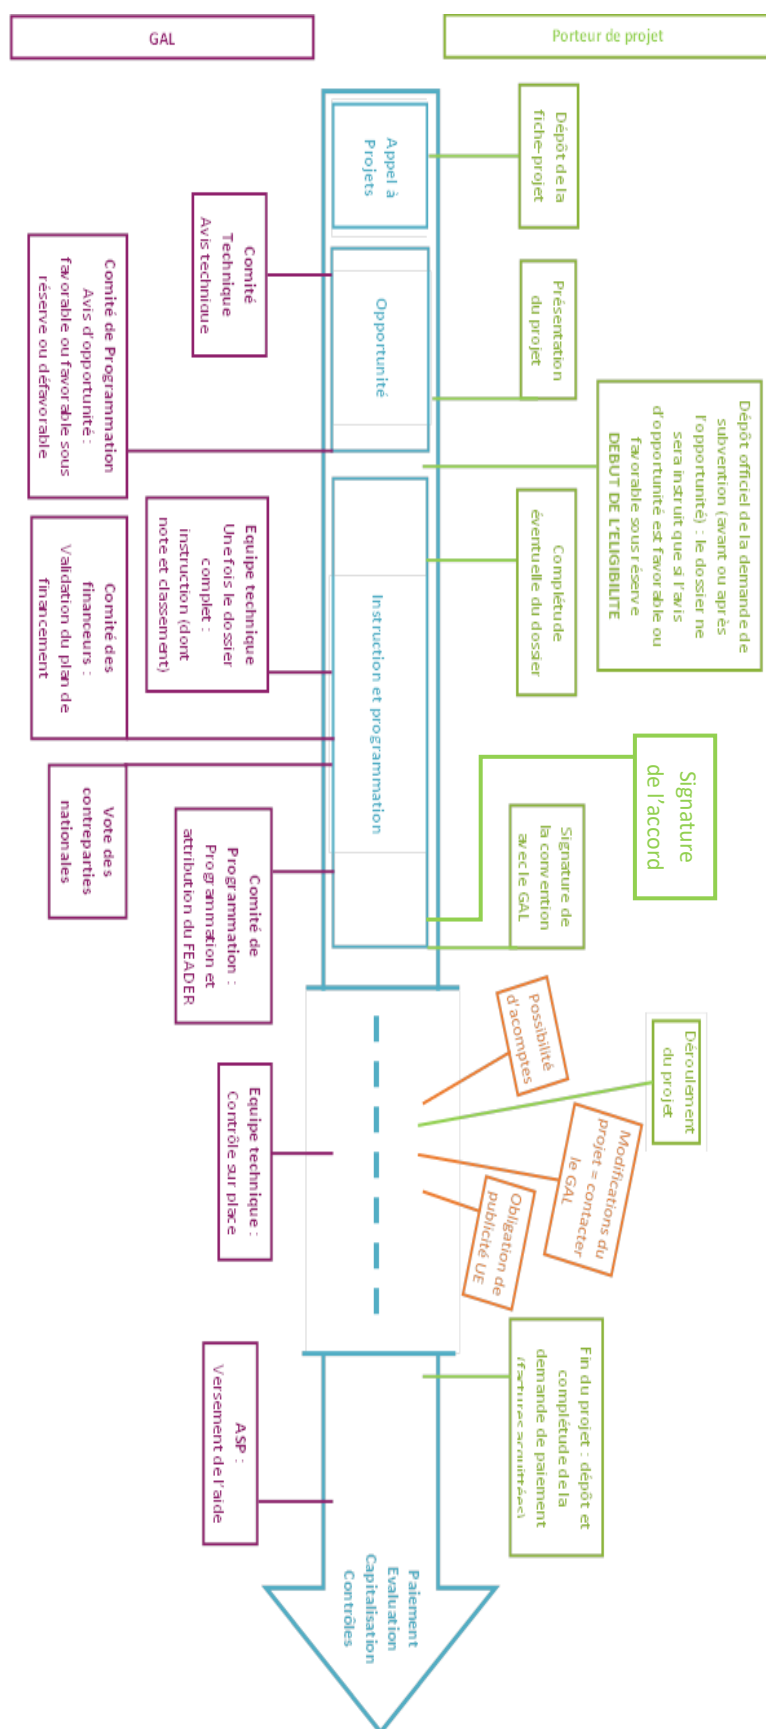 GAL
Porteur de projet
Dépôt de la
fiche-projet
Appel à
Projets
Comité
Technique
Avis technique
Présentation
du projet
Opportunité
Comité de Programmation
Avis d'opportunité :
favorable ou favorable sous
réserve ou défavorable
Dépôt officiel de la demande de
subvention (avant ou après
l'opportunité) : le dossier ne
sera instruit que si l'avis
d'opportunité est favorable ou
favorable sous réserve
DEBUT DE L'ELIGIBILITE
Complétude
éventuelle du dossier
Instruction et programmation
Equipe technique
Une fois le dossier
complet :
instruction (dont
note et classement)
Comité des
financeurs :
Validation du plan de
financement
Vote des
contreparties
nationales
Signature
de l'accord
Signature de
la convention
avec le GAL
Comité de
Programmation :
Programmation et
attribution du FEADER
Possibilité
d'acomptes
Déroulement
du projet
Modifications du
projet = contacter
le GAL
Obligation de
publicité UE
Equipe technique :
Contrôle sur place
Fin du projet : dépôt et
complétude de la
demande de paiement
(factures acquittées)
ASP :
Versement de l'aide
Paiement
Evaluation
Capitalisation
Contrôles